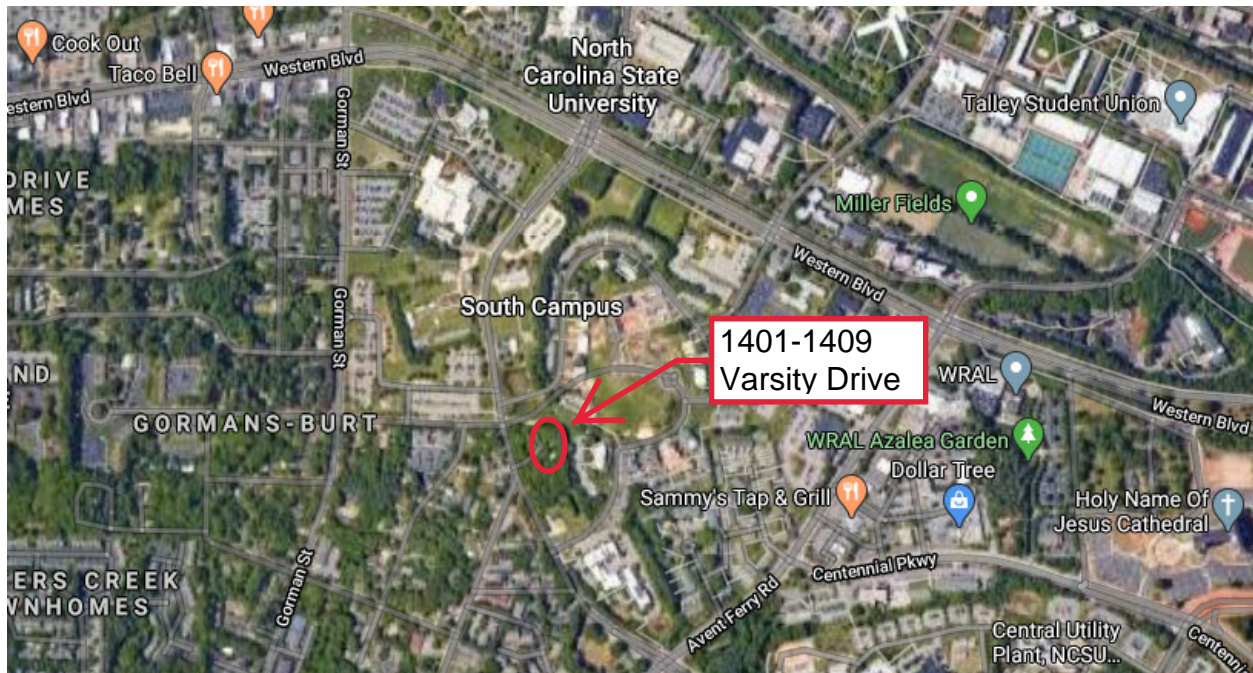 Cook Out
Taco Bell
Western Blvd
estern Blvd
Gorman St
North
Carolina State
University
Talley Student Union
DRIVE
MES
Miller Fields
Western Blvd
Gorman St
South Campus
1401-1409
Varsity Drive
WRAL
Western Blvd
ND
GORMANS-BURT
WRAL Azalea Garden
Dollar Tree
Sammy's Tap & Grill
Holy Name Of
Jesus Cathedral
Gorman St
Centennial Pkwy
ERS CREEK
WNHOMES
Avent Ferry Rd
Central Utility
Plant, NCSU...
Centenni